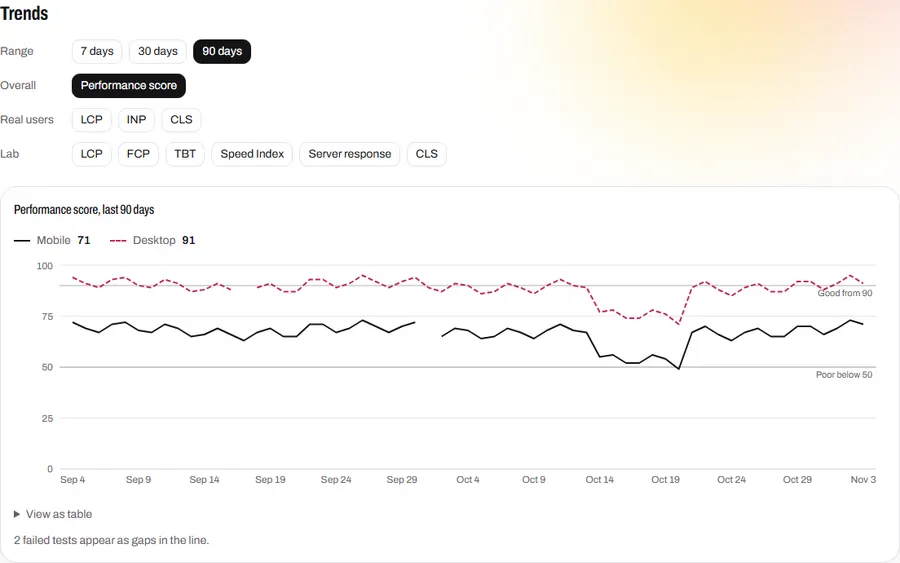 Trends
Range 7 days 30 days 90 days
Overall Performance score
Real users LCP INP CLS
Lab LCP FCP TBT Speed Index Server response CLS
Performance score, last 90 days
Mobile 71 Desktop 91
100
Good from 90
75
50
Poor below 50
25
0
Sep 4 Sep 9 Sep 14 Sep 19 Sep 24 Sep 29 Oct 4 Oct 9 Oct 14 Oct 19 Oct 24 Oct 29 Nov 3
View as table
2 failed tests appear as gaps in the line.